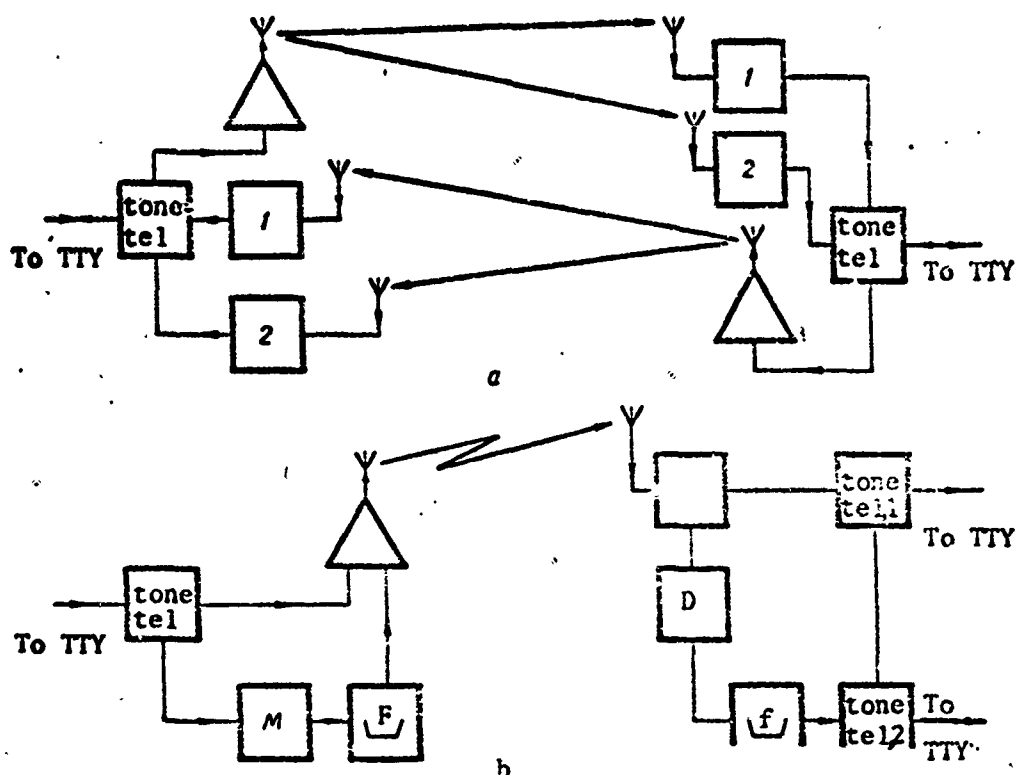 1
2
tone
tel
1
To TTY
2
tone
tel
To TTY
a
tone
tel1
To TTY
tone
tel
D
To TTY
M
F
f
tone
tel2
To
TTY
b